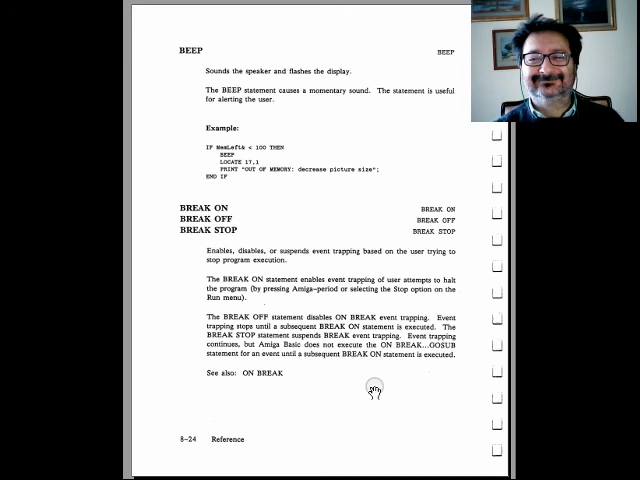 BEEP BEEP
Sounds the speaker and flashes the display.
The BEEP statement causes a momentary sound. The statement is useful
for alerting the user.
Example:
IF MemLeft& < 100 THEN
BEEP
LOCATE 17,1
PRINT "OUT OF MEMORY: decrease picture size";
END IF
BREAK ON BREAK ON
BREAK OFF BREAK OFF
BREAK STOP BREAK STOP
Enables, disables, or suspends event trapping based on the user trying to
stop program execution.
The BREAK ON statement enables event trapping of user attempts to halt
the program (by pressing Amiga-period or selecting the Stop option on the
Run menu).
The BREAK OFF statement disables ON BREAK event trapping. Event
trapping stops until a subsequent BREAK ON statement is executed. The
BREAK STOP statement suspends BREAK event trapping. Event trapping
continues, but Amiga Basic does not execute the ON BREAK...GOSUB
statement for an event until a subsequent BREAK ON statement is executed.
See also: ON BREAK
8-24 Reference